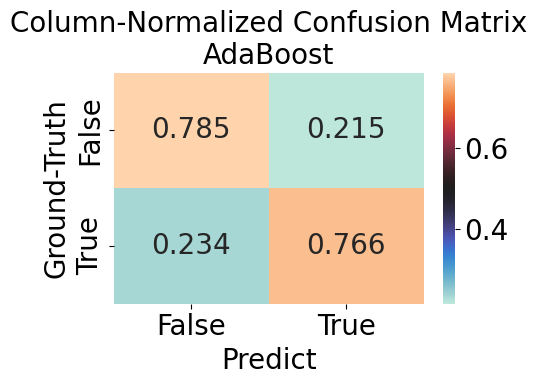 Column-Normalized Confusion Matrix
AdaBoost
Ground-Truth
False
True
0.785
0.215
0.234
0.766
False
True
Predict
0.6
0.4